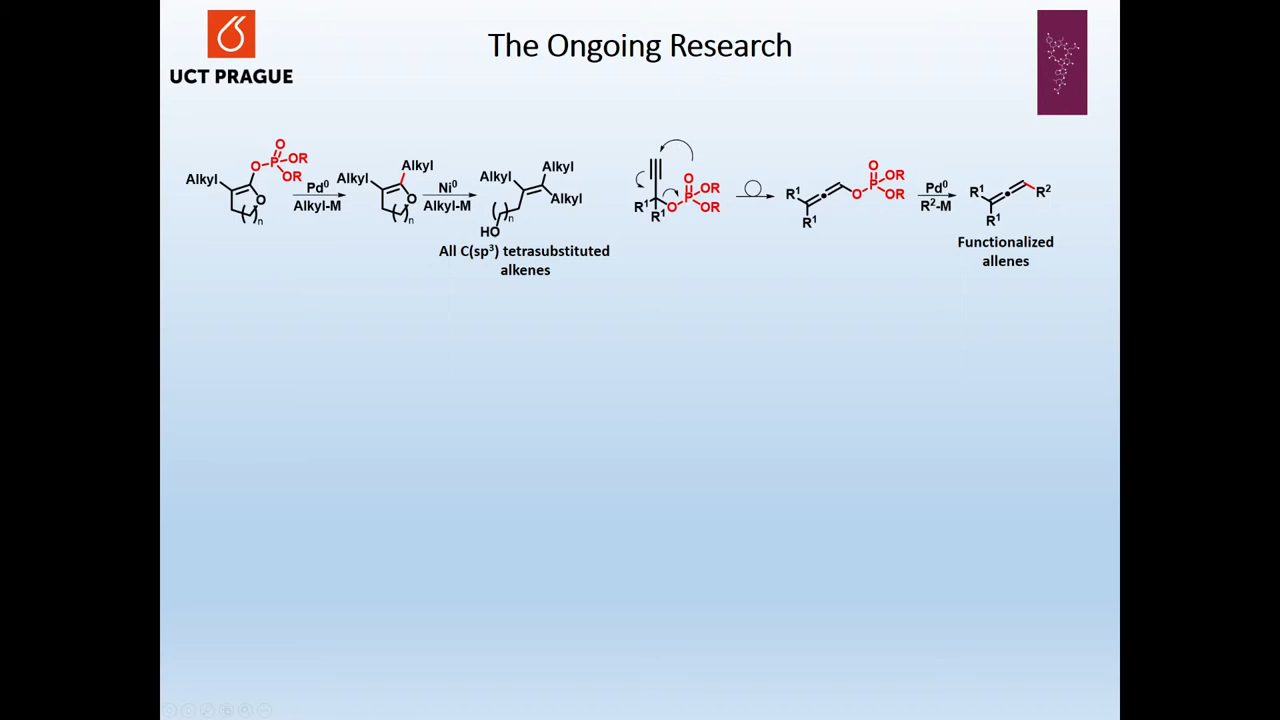 The Ongoing Research
UCT PRAGUE
Alkyl
O
O
P
OR
OR
O
n
Pd⁰
Alkyl-M
Alkyl
Alkyl
O
n
Ni⁰
Alkyl-M
Alkyl
Alkyl
Alkyl
n
HO
All C(sp³) tetrasubstituted
alkenes
R¹
R¹
O
O
P
OR
OR
R¹
R¹
O
O
P
OR
OR
Pd⁰
R²-M
R¹
R¹
R²
Functionalized
allenes